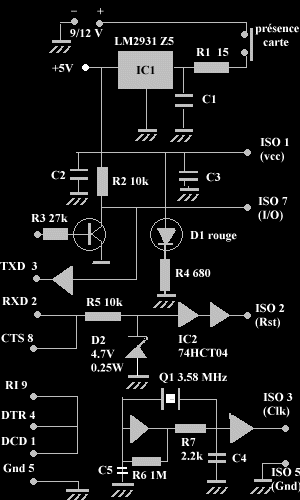 − +
9/12 V
présence
carte
LM2931 Z5
R1 15
+5V
IC1
C1
ISO 1
(vcc)
C2
R2 10k
C3
ISO 7
(I/O)
R3 27k
D1 rouge
TXD 3
R4 680
RXD 2
R5 10k
ISO 2
(Rst)
CTS 8
D2
4.7V
0.25W
IC2
74HCT04
Q1 3.58 MHz
RI 9
ISO 3
(Clk)
DTR 4
R7
2.2k
DCD 1
C4
Gnd 5
C5
R6 1M
ISO 5
(Gnd)